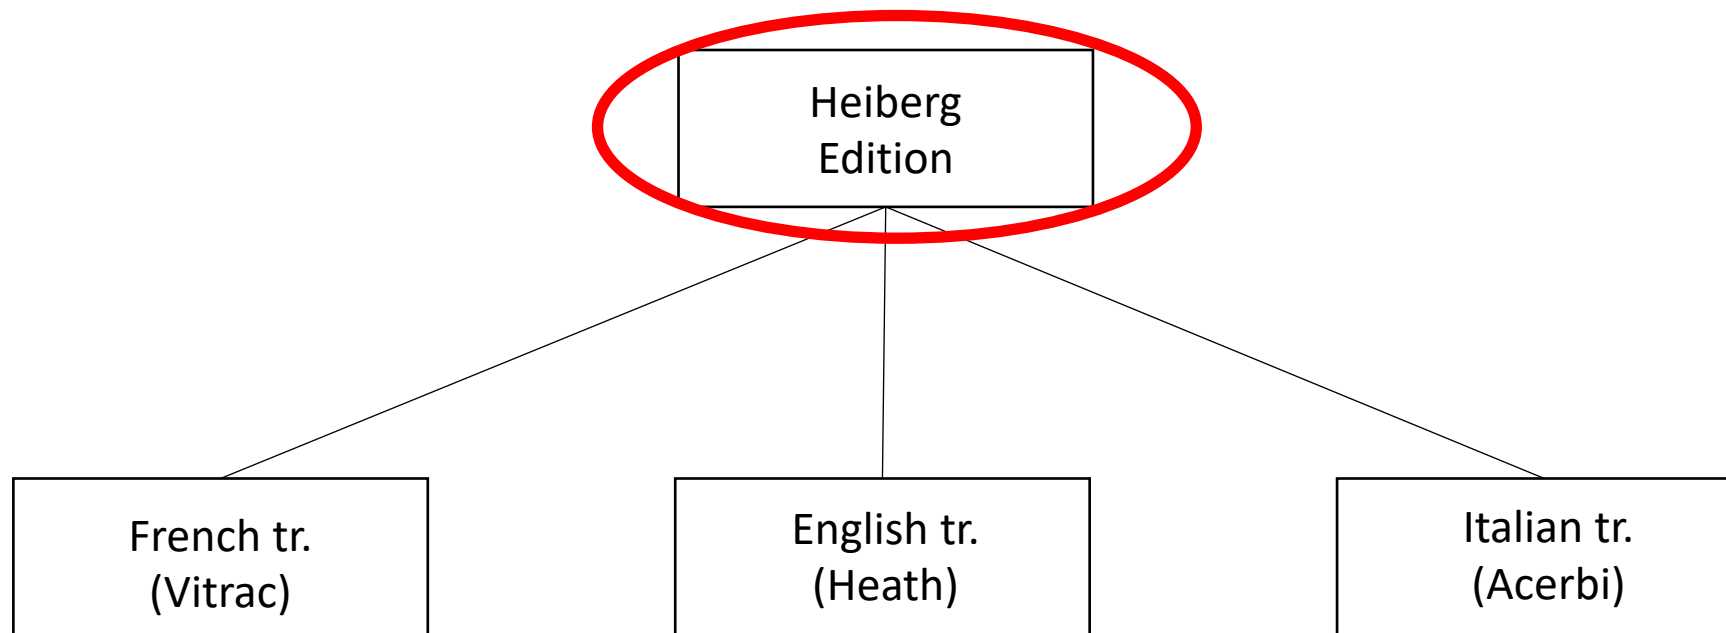 Heiberg
Edition
French tr.
(Vitrac)
English tr.
(Heath)
Italian tr.
(Acerbi)